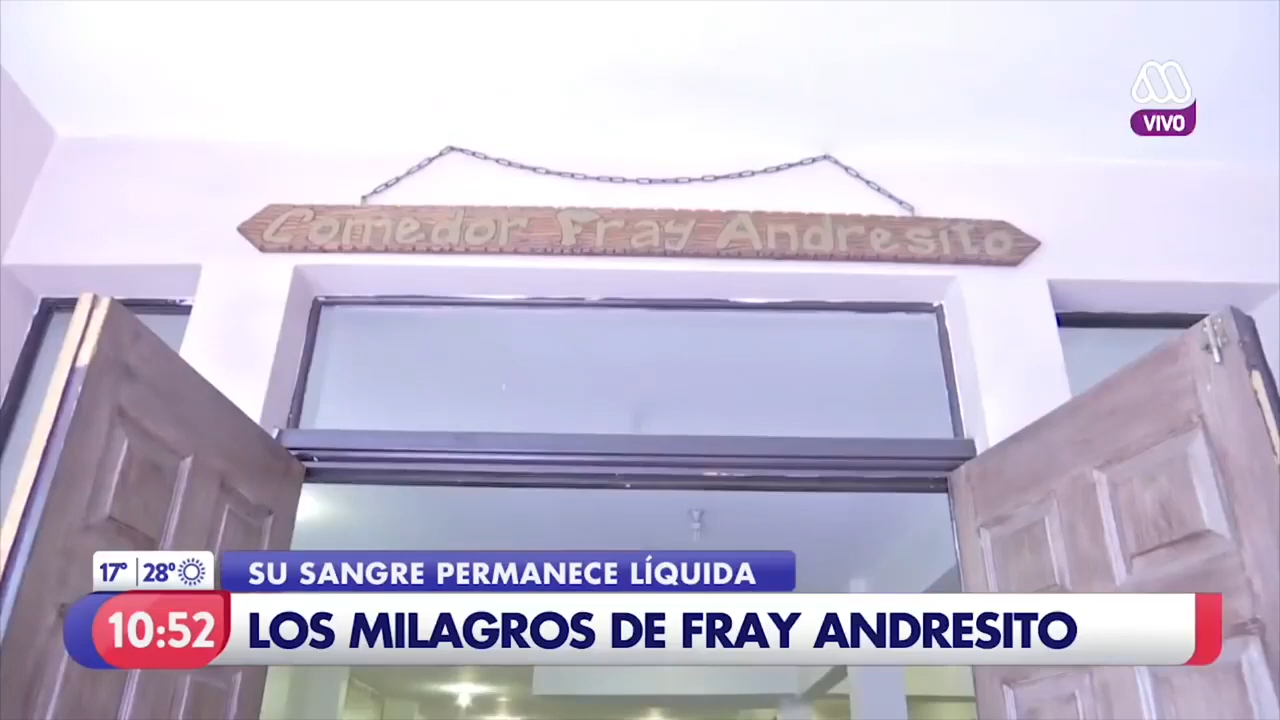 VIVO
Comedor Fray Andresito
17° 28°
SU SANGRE PERMANECE LÍQUIDA
10:52
LOS MILAGROS DE FRAY ANDRESITO